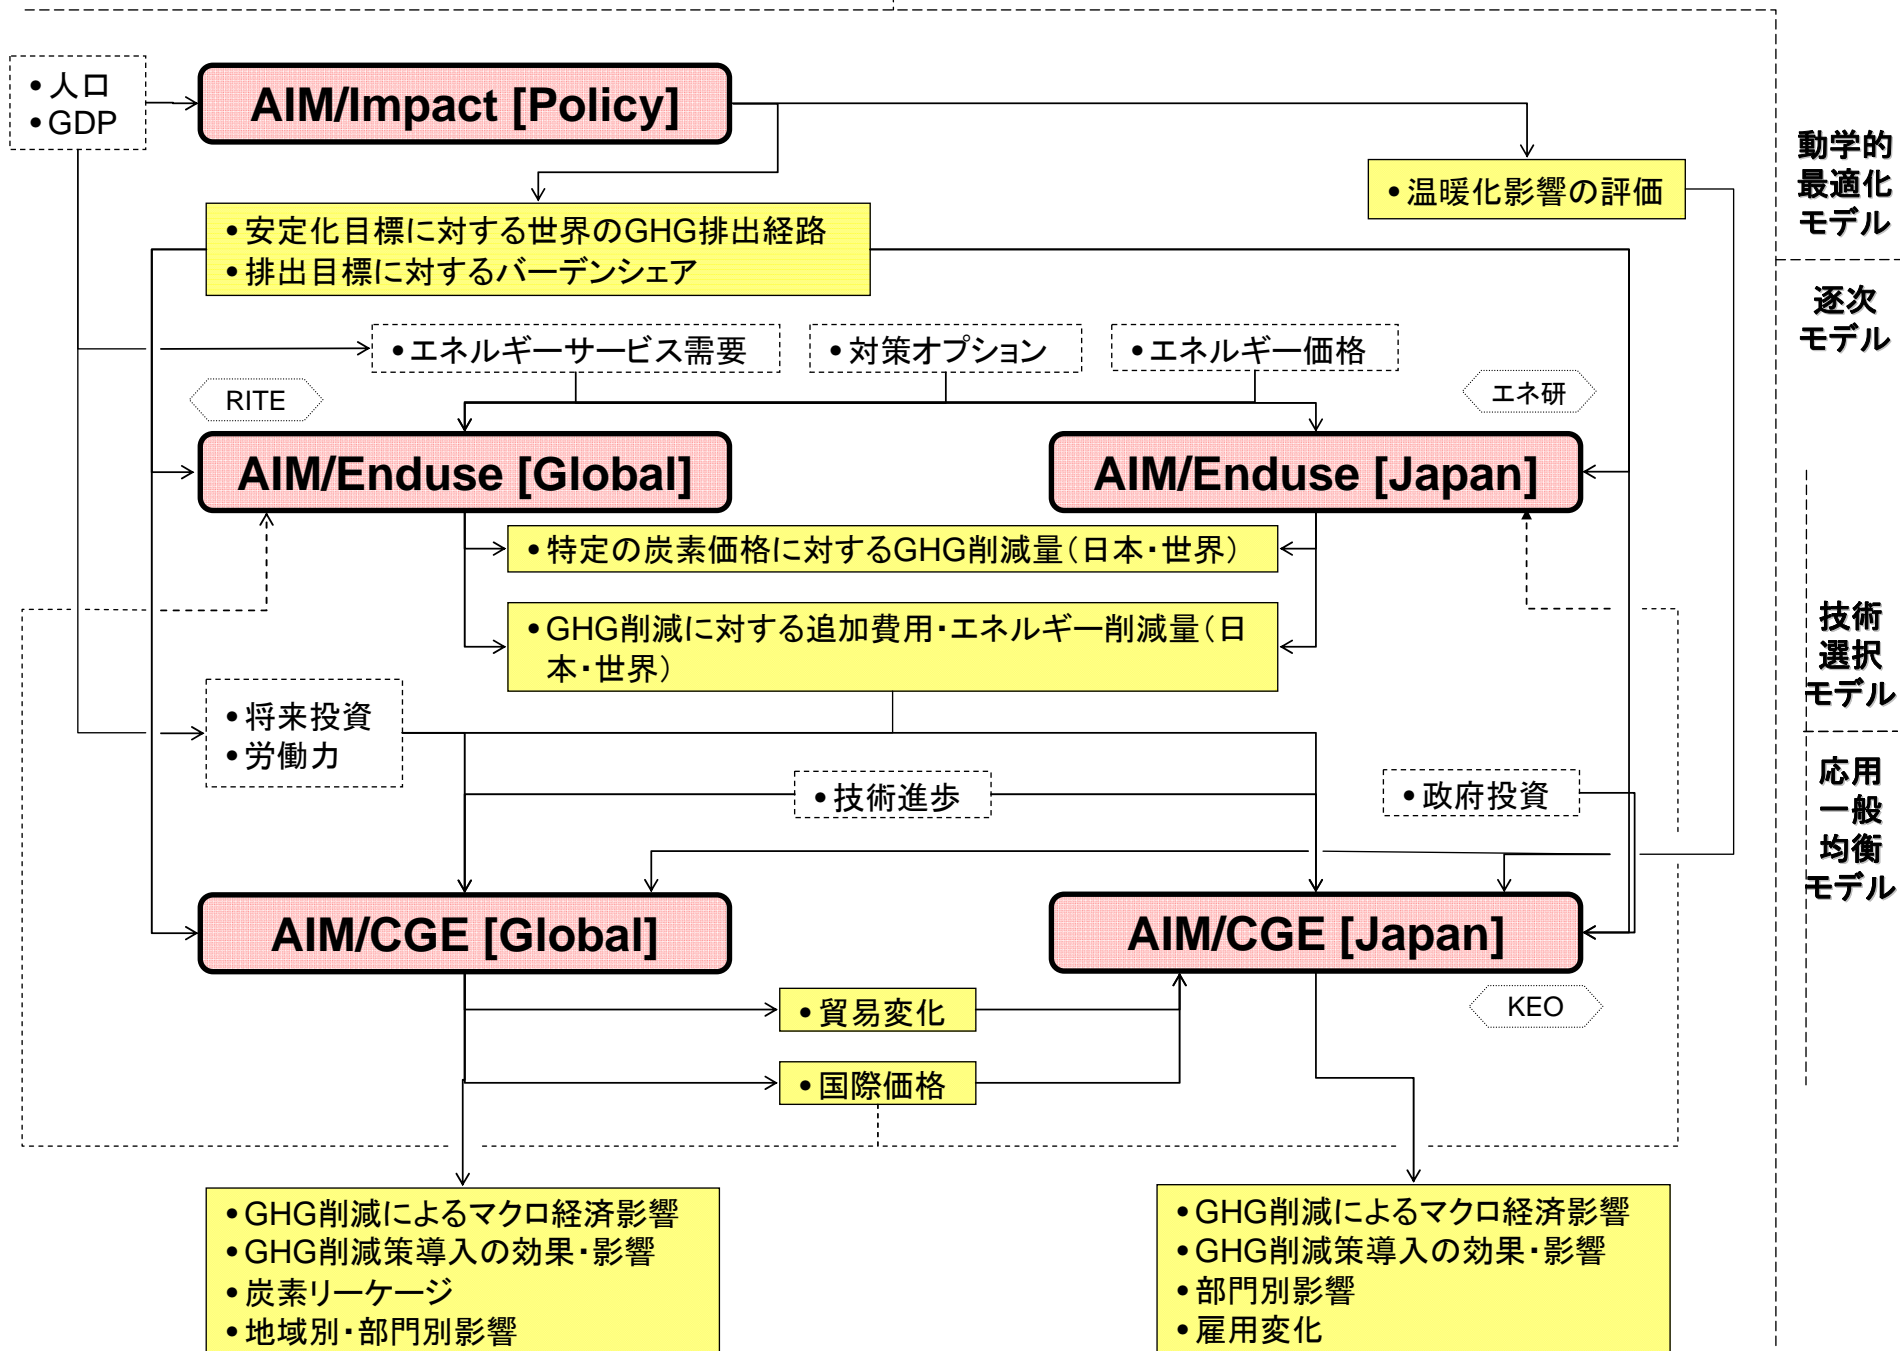 • 人口
• GDP
AIM/Impact [Policy]
• 温暖化影響の評価
動学的
最適化
モデル
• 安定化目標に対する世界のGHG排出経路
• 排出目標に対するバーデンシェア
逐次
モデル
• エネルギーサービス需要
• 対策オプション
• エネルギー価格
RITE
エネ研
AIM/Enduse [Global]
AIM/Enduse [Japan]
• 特定の炭素価格に対するGHG削減量(日本・世界)
• GHG削減に対する追加費用・エネルギー削減量(日
本・世界)
技術
選択
モデル
• 将来投資
• 労働力
• 技術進歩
• 政府投資
応用
一般
均衡
モデル
AIM/CGE [Global]
AIM/CGE [Japan]
• 貿易変化
KEO
• 国際価格
• GHG削減によるマクロ経済影響
• GHG削減策導入の効果・影響
• 炭素リーケージ
• 地域別・部門別影響
• GHG削減によるマクロ経済影響
• GHG削減策導入の効果・影響
• 部門別影響
• 雇用変化